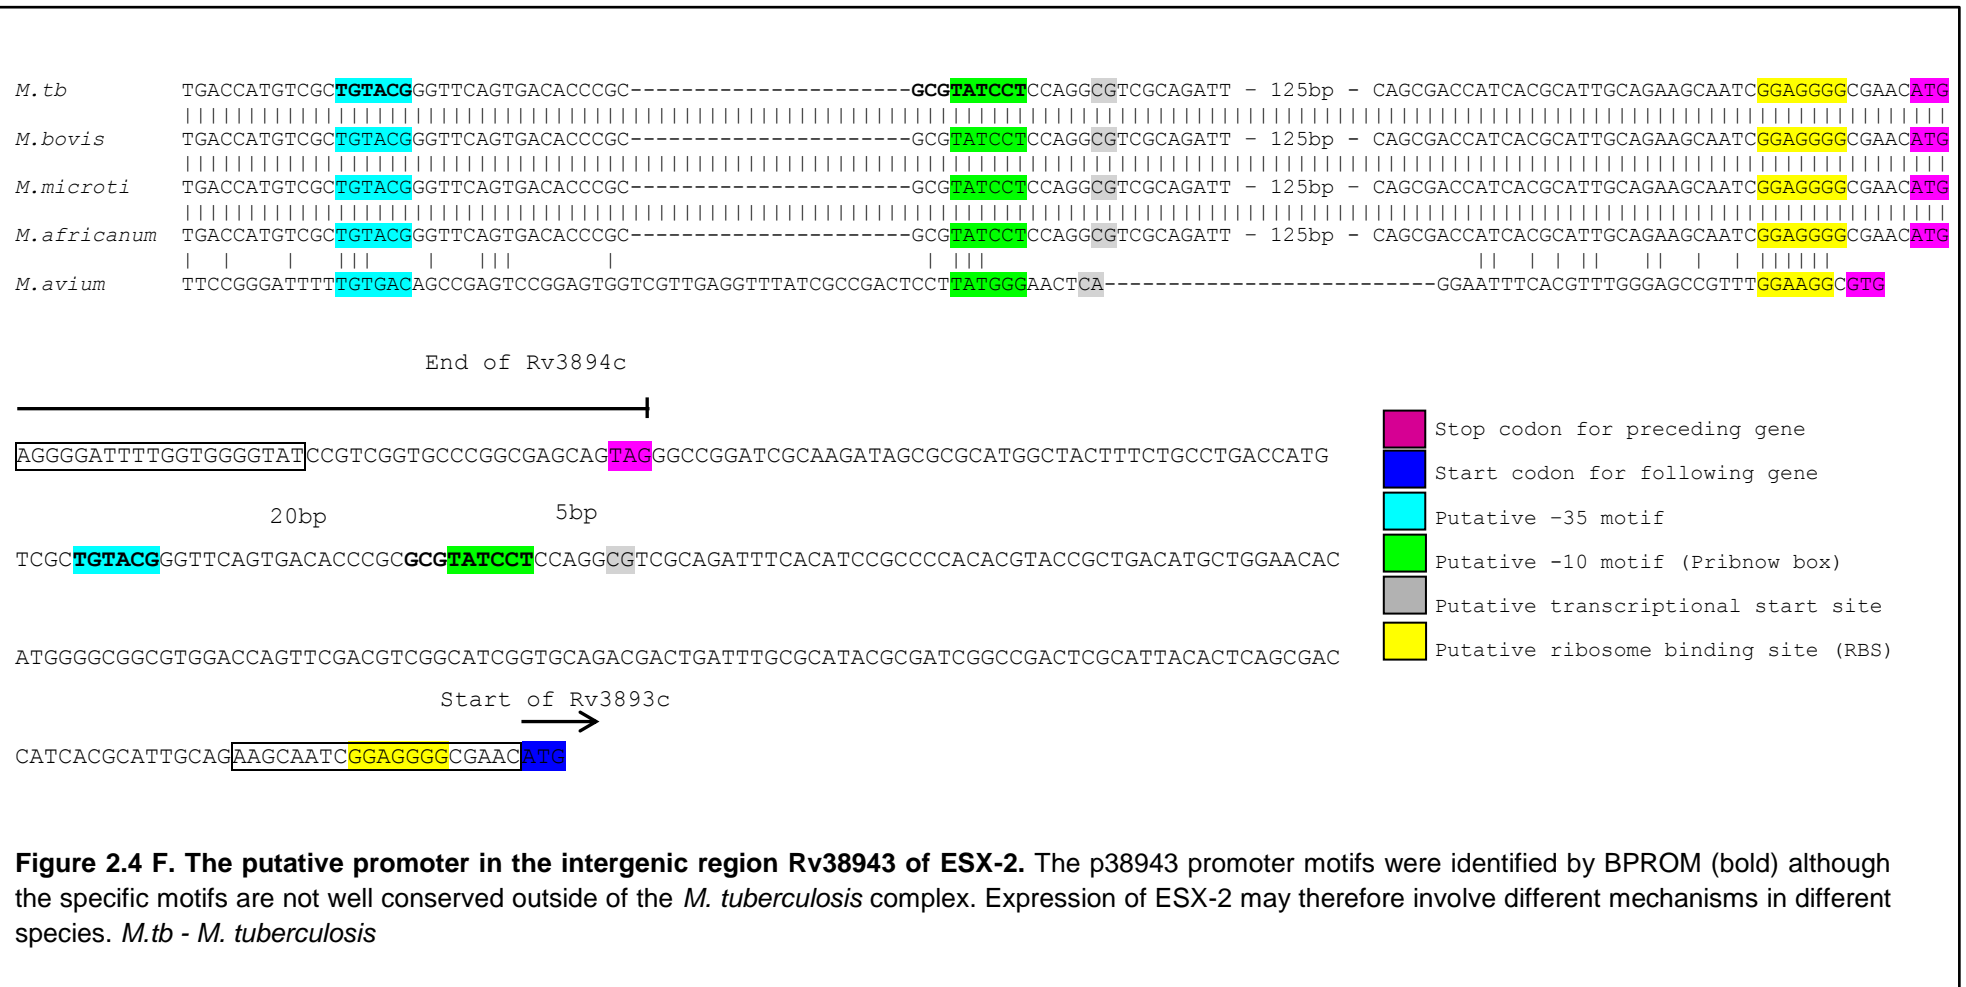 M.tb TGACCATGTCGCTGTACGGGTTCAGTGACACCCGC----------------------GCGTATCCTCCAGGCGTCGCAGATT – 125bp – CAGCGACCATCACGCATTGCAGAAGCAATCGGAGGGGCGAACATG
M.bovis TGACCATGTCGCTGTACGGGTTCAGTGACACCCGC----------------------GCGTATCCTCCAGGCGTCGCAGATT – 125bp – CAGCGACCATCACGCATTGCAGAAGCAATCGGAGGGGCGAACATG
M.microti TGACCATGTCGCTGTACGGGTTCAGTGACACCCGC----------------------GCGTATCCTCCAGGCGTCGCAGATT – 125bp – CAGCGACCATCACGCATTGCAGAAGCAATCGGAGGGGCGAACATG
M.africanum TGACCATGTCGCTGTACGGGTTCAGTGACACCCGC----------------------GCGTATCCTCCAGGCGTCGCAGATT – 125bp – CAGCGACCATCACGCATTGCAGAAGCAATCGGAGGGGCGAACATG
M.avium TTCCGGGATTTTTGTGACAGCCGAGTCCGGAGTGGTCGTTGAGGTTTATCGCCGACTCCTTATGGGAACTCA--------------------------GGAATTTCACGTTTGGGAGCCGTTTGGAAGGCGTG
End of Rv3894c
AGGGGATTTTGGTGGGGTATCCGTCGGTGCCCGGCGAGCAGTAGGGCCGGATCGCAAGATAGCGCGCATGGCTACTTTCTGCCTGACCATG
20bp 5bp
TCGCTGTACGGGTTCAGTGACACCCGCGCGTATCCTCCAGGCGTCGCAGATTTCACATCCGCCCCACACGTACCGCTGACATGCTGGAACAC
ATGGGGCGGCGTGGACCAGTTCGACGTCGGCATCGGTGCAGACGACTGATTTGCGCATACGCGATCGGCCGACTCGCATTACACTCAGCGAC
Start of Rv3893c
CATCACGCATTGCAGAAGCAATCGGAGGGGCGAACATG
Stop codon for preceding gene
Start codon for following gene
Putative –35 motif
Putative -10 motif (Pribnow box)
Putative transcriptional start site
Putative ribosome binding site (RBS)
Figure 2.4 F. The putative promoter in the intergenic region Rv38943 of ESX-2. The p38943 promoter motifs were identified by BPROM (bold) although
the specific motifs are not well conserved outside of the M. tuberculosis complex. Expression of ESX-2 may therefore involve different mechanisms in different
species. M.tb - M. tuberculosis